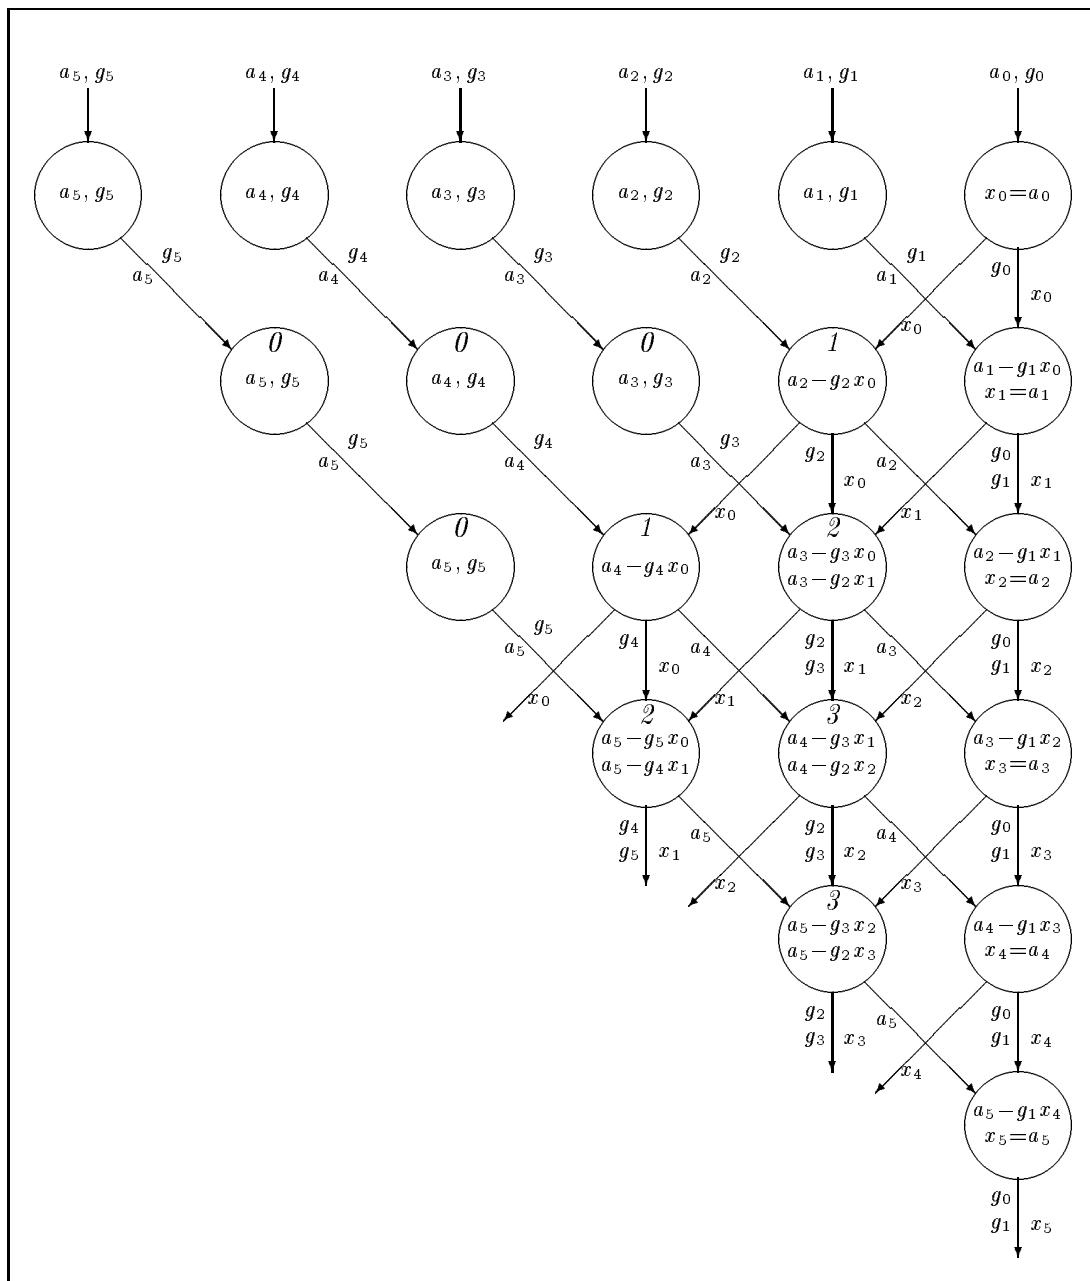 a5, g5 a4, g4 a3, g3 a2, g2 a1, g1 a0, g0
a5, g5 a4, g4 a3, g3 a2, g2 a1, g1 x0=a0
g5 g4 g3 g2 g1 g0
a5 a4 a3 a2 a1
x0
x0
0 0 0 1
a1−g1x0
a5, g5 a4, g4 a3, g3 a2−g2x0
x1=a1
g5 g4 g3 g2 g0
a5 a4 a3 a2
x0 g1 x1
x0 x1
0 1 2
a3−g3x0 a2−g1x1
a5, g5 a4−g4x0
a3−g2x1 x2=a2
g5 g4 g2 g0
a5 a4 a3
x0 g3 x1 g1 x2
x0 x1 x2
2 3
a5−g5x0 a4−g3x1 a3−g1x2
a5−g4x1 a4−g2x2 x3=a3
g4 g2 g0
a5 a4
g5 x1 g3 x2 g1 x3
x2 x3
3
a5−g3x2 a4−g1x3
a5−g2x3 x4=a4
g2 g0
a5
g3 x3 g1 x4
x4
a5−g1x4
x5=a5
g0
g1 x5